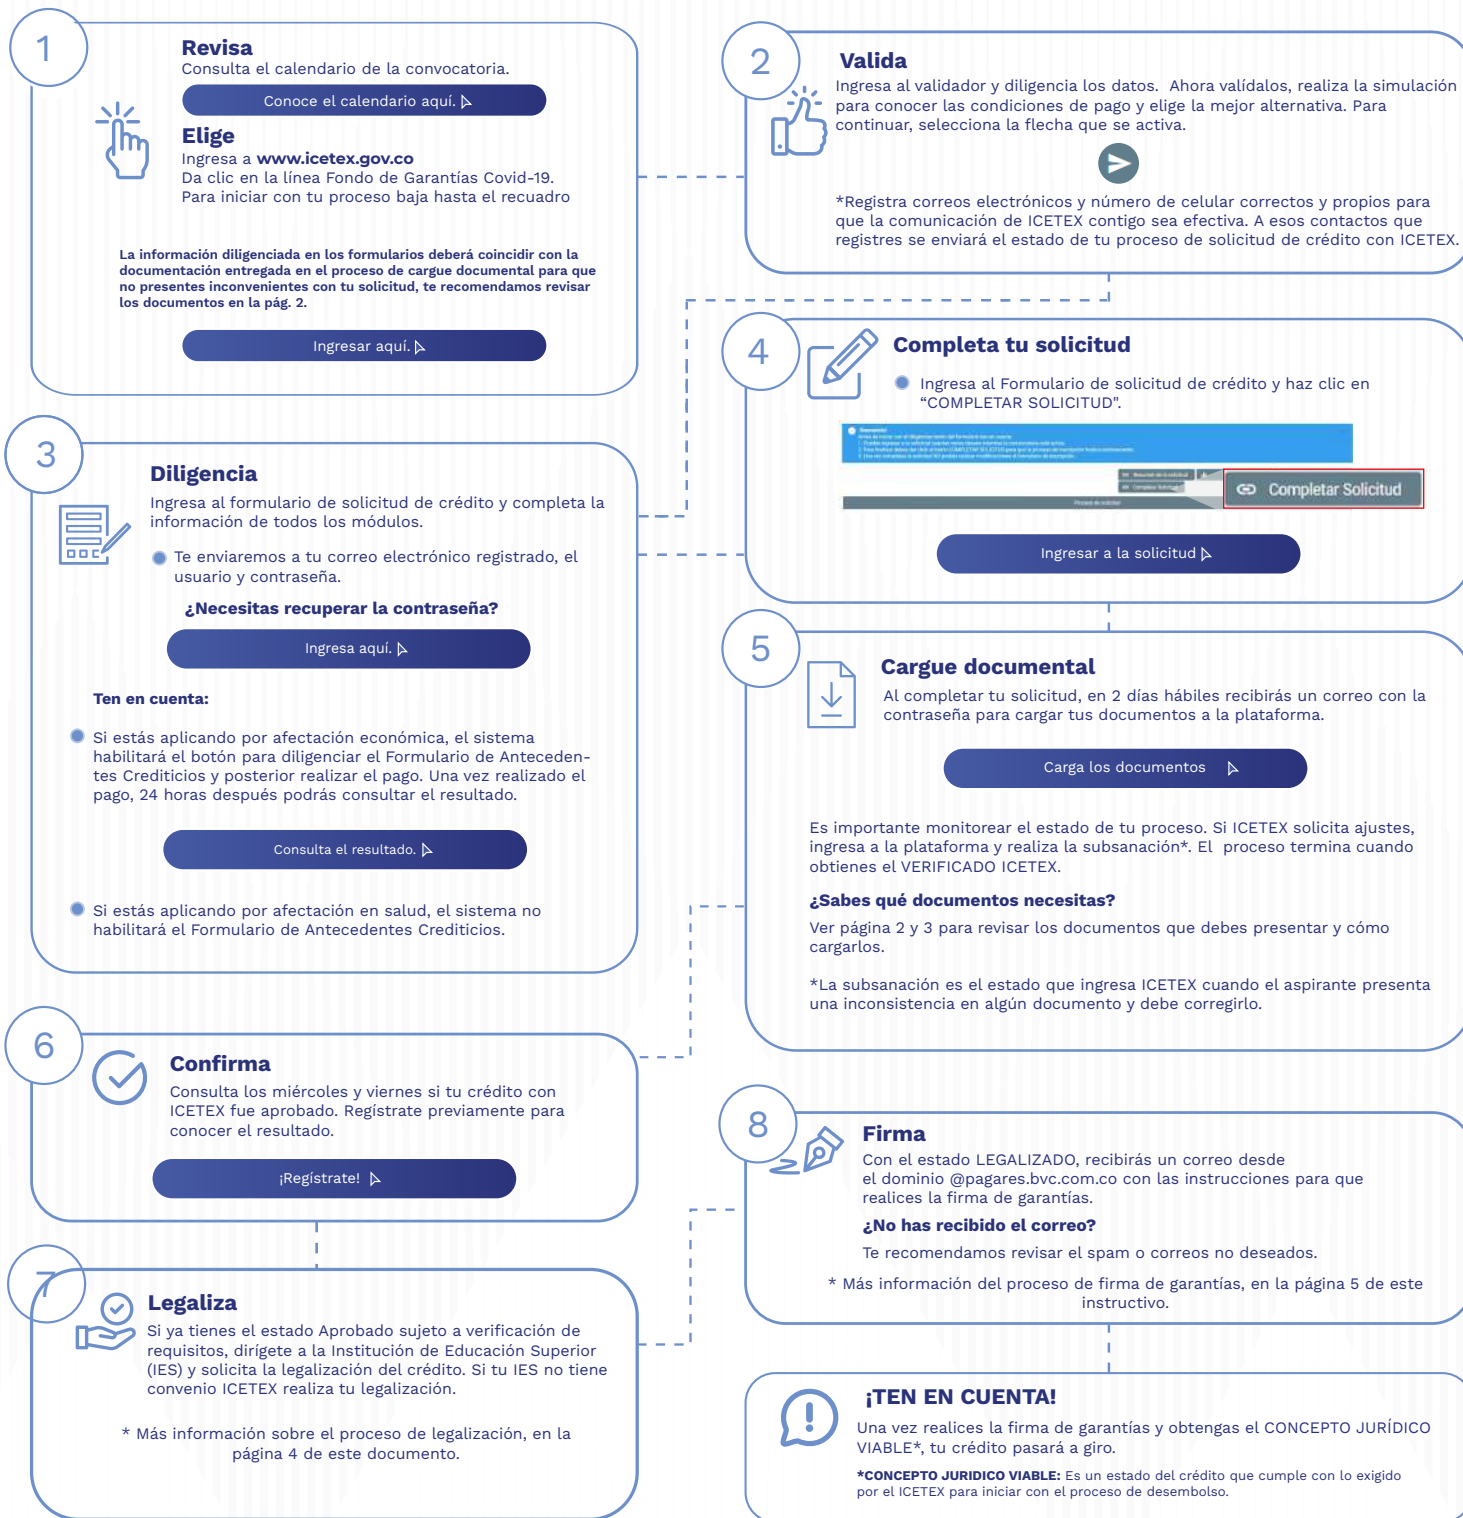 1
Revisa
Consulta el calendario de la convocatoria.
Conoce el calendario aquí.
Elige
Ingresa a www.icetex.gov.co
Da clic en la línea Fondo de Garantías Covid-19.
Para iniciar con tu proceso baja hasta el recuadro
La información diligenciada en los formularios deberá coincidir con la
documentación entregada en el proceso de cargue documental para que
no presentes inconvenientes con tu solicitud, te recomendamos revisar
los documentos en la pág. 2.
Ingresar aquí.
2
Valida
Ingresa al validador y diligencia los datos. Ahora valídalos, realiza la simulación
para conocer las condiciones de pago y elige la mejor alternativa. Para
continuar, selecciona la flecha que se activa.
*Registra correos electrónicos y número de celular correctos y propios para
que la comunicación de ICETEX contigo sea efectiva. A esos contactos que
registres se enviará el estado de tu proceso de solicitud de crédito con ICETEX.
3
Diligencia
Ingresa al formulario de solicitud de crédito y completa la
información de todos los módulos.
Te enviaremos a tu correo electrónico registrado, el
usuario y contraseña.
¿Necesitas recuperar la contraseña?
Ingresa aquí.
Ten en cuenta:
Si estás aplicando por afectación económica, el sistema
habilitará el botón para diligenciar el Formulario de Anteceden-
tes Crediticios y posterior realizar el pago. Una vez realizado el
pago, 24 horas después podrás consultar el resultado.
Consulta el resultado.
Si estás aplicando por afectación en salud, el sistema no
habilitará el Formulario de Antecedentes Crediticios.
4
Completa tu solicitud
Ingresa al Formulario de solicitud de crédito y haz clic en
“COMPLETAR SOLICITUD".
Completar Solicitud
Ingresar a la solicitud
5
Cargue documental
Al completar tu solicitud, en 2 días hábiles recibirás un correo con la
contraseña para cargar tus documentos a la plataforma.
Carga los documentos
Es importante monitorear el estado de tu proceso. Si ICETEX solicita ajustes,
ingresa a la plataforma y realiza la subsanación*. El proceso termina cuando
obtienes el VERIFICADO ICETEX.
¿Sabes qué documentos necesitas?
Ver página 2 y 3 para revisar los documentos que debes presentar y cómo
cargarlos.
*La subsanación es el estado que ingresa ICETEX cuando el aspirante presenta
una inconsistencia en algún documento y debe corregirlo.
6
Confirma
Consulta los miércoles y viernes si tu crédito con
ICETEX fue aprobado. Regístrate previamente para
conocer el resultado.
¡Regístrate!
7
Legaliza
Si ya tienes el estado Aprobado sujeto a verificación de
requisitos, dirígete a la Institución de Educación Superior
(IES) y solicita la legalización del crédito. Si tu IES no tiene
convenio ICETEX realiza tu legalización.
* Más información sobre el proceso de legalización, en la
página 4 de este documento.
8
Firma
Con el estado LEGALIZADO, recibirás un correo desde
el dominio @pagares.bvc.com.co con las instrucciones para que
realices la firma de garantías.
¿No has recibido el correo?
Te recomendamos revisar el spam o correos no deseados.
* Más información del proceso de firma de garantías, en la página 5 de este
instructivo.
¡TEN EN CUENTA!
Una vez realices la firma de garantías y obtengas el CONCEPTO JURÍDICO
VIABLE*, tu crédito pasará a giro.
*CONCEPTO JURIDICO VIABLE: Es un estado del crédito que cumple con lo exigido
por el ICETEX para iniciar con el proceso de desembolso.